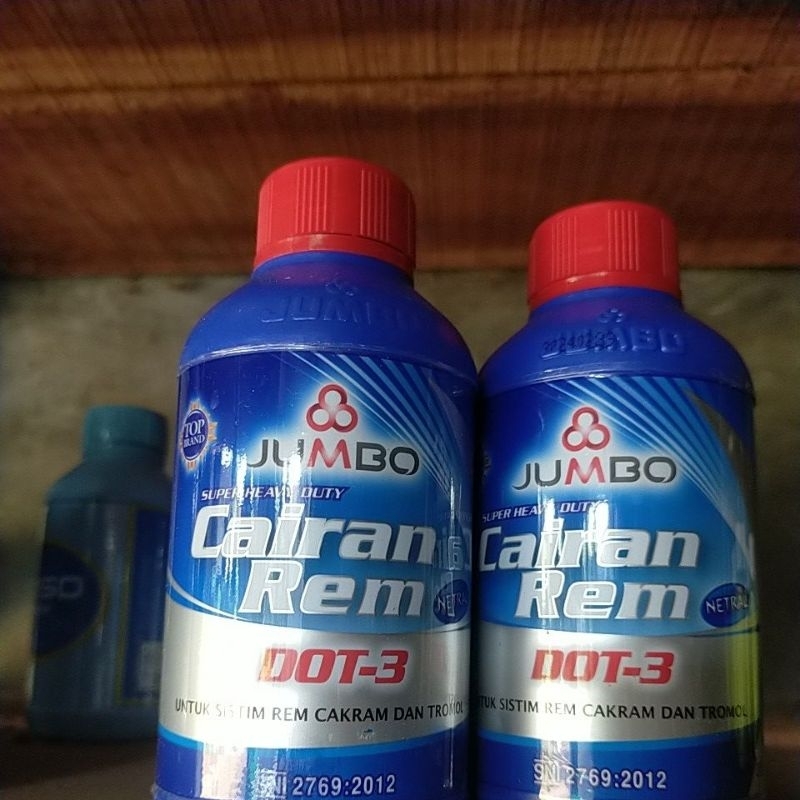 JUMBO
TOP
BRAND
JUMBO
SUPER HEAVY DUTY
Cairan
Rem
NETRAL
DOT-3
UNTUK SISTIM REM CAKRAM DAN TROMOL
SNI 2769:2012
JUMBO
JUMBO
SUPER HEAVY DUTY
Cairan
Rem
NETRAL
DOT-3
UNTUK SISTIM REM CAKRAM DAN TROMOL
SNI 2769:2012